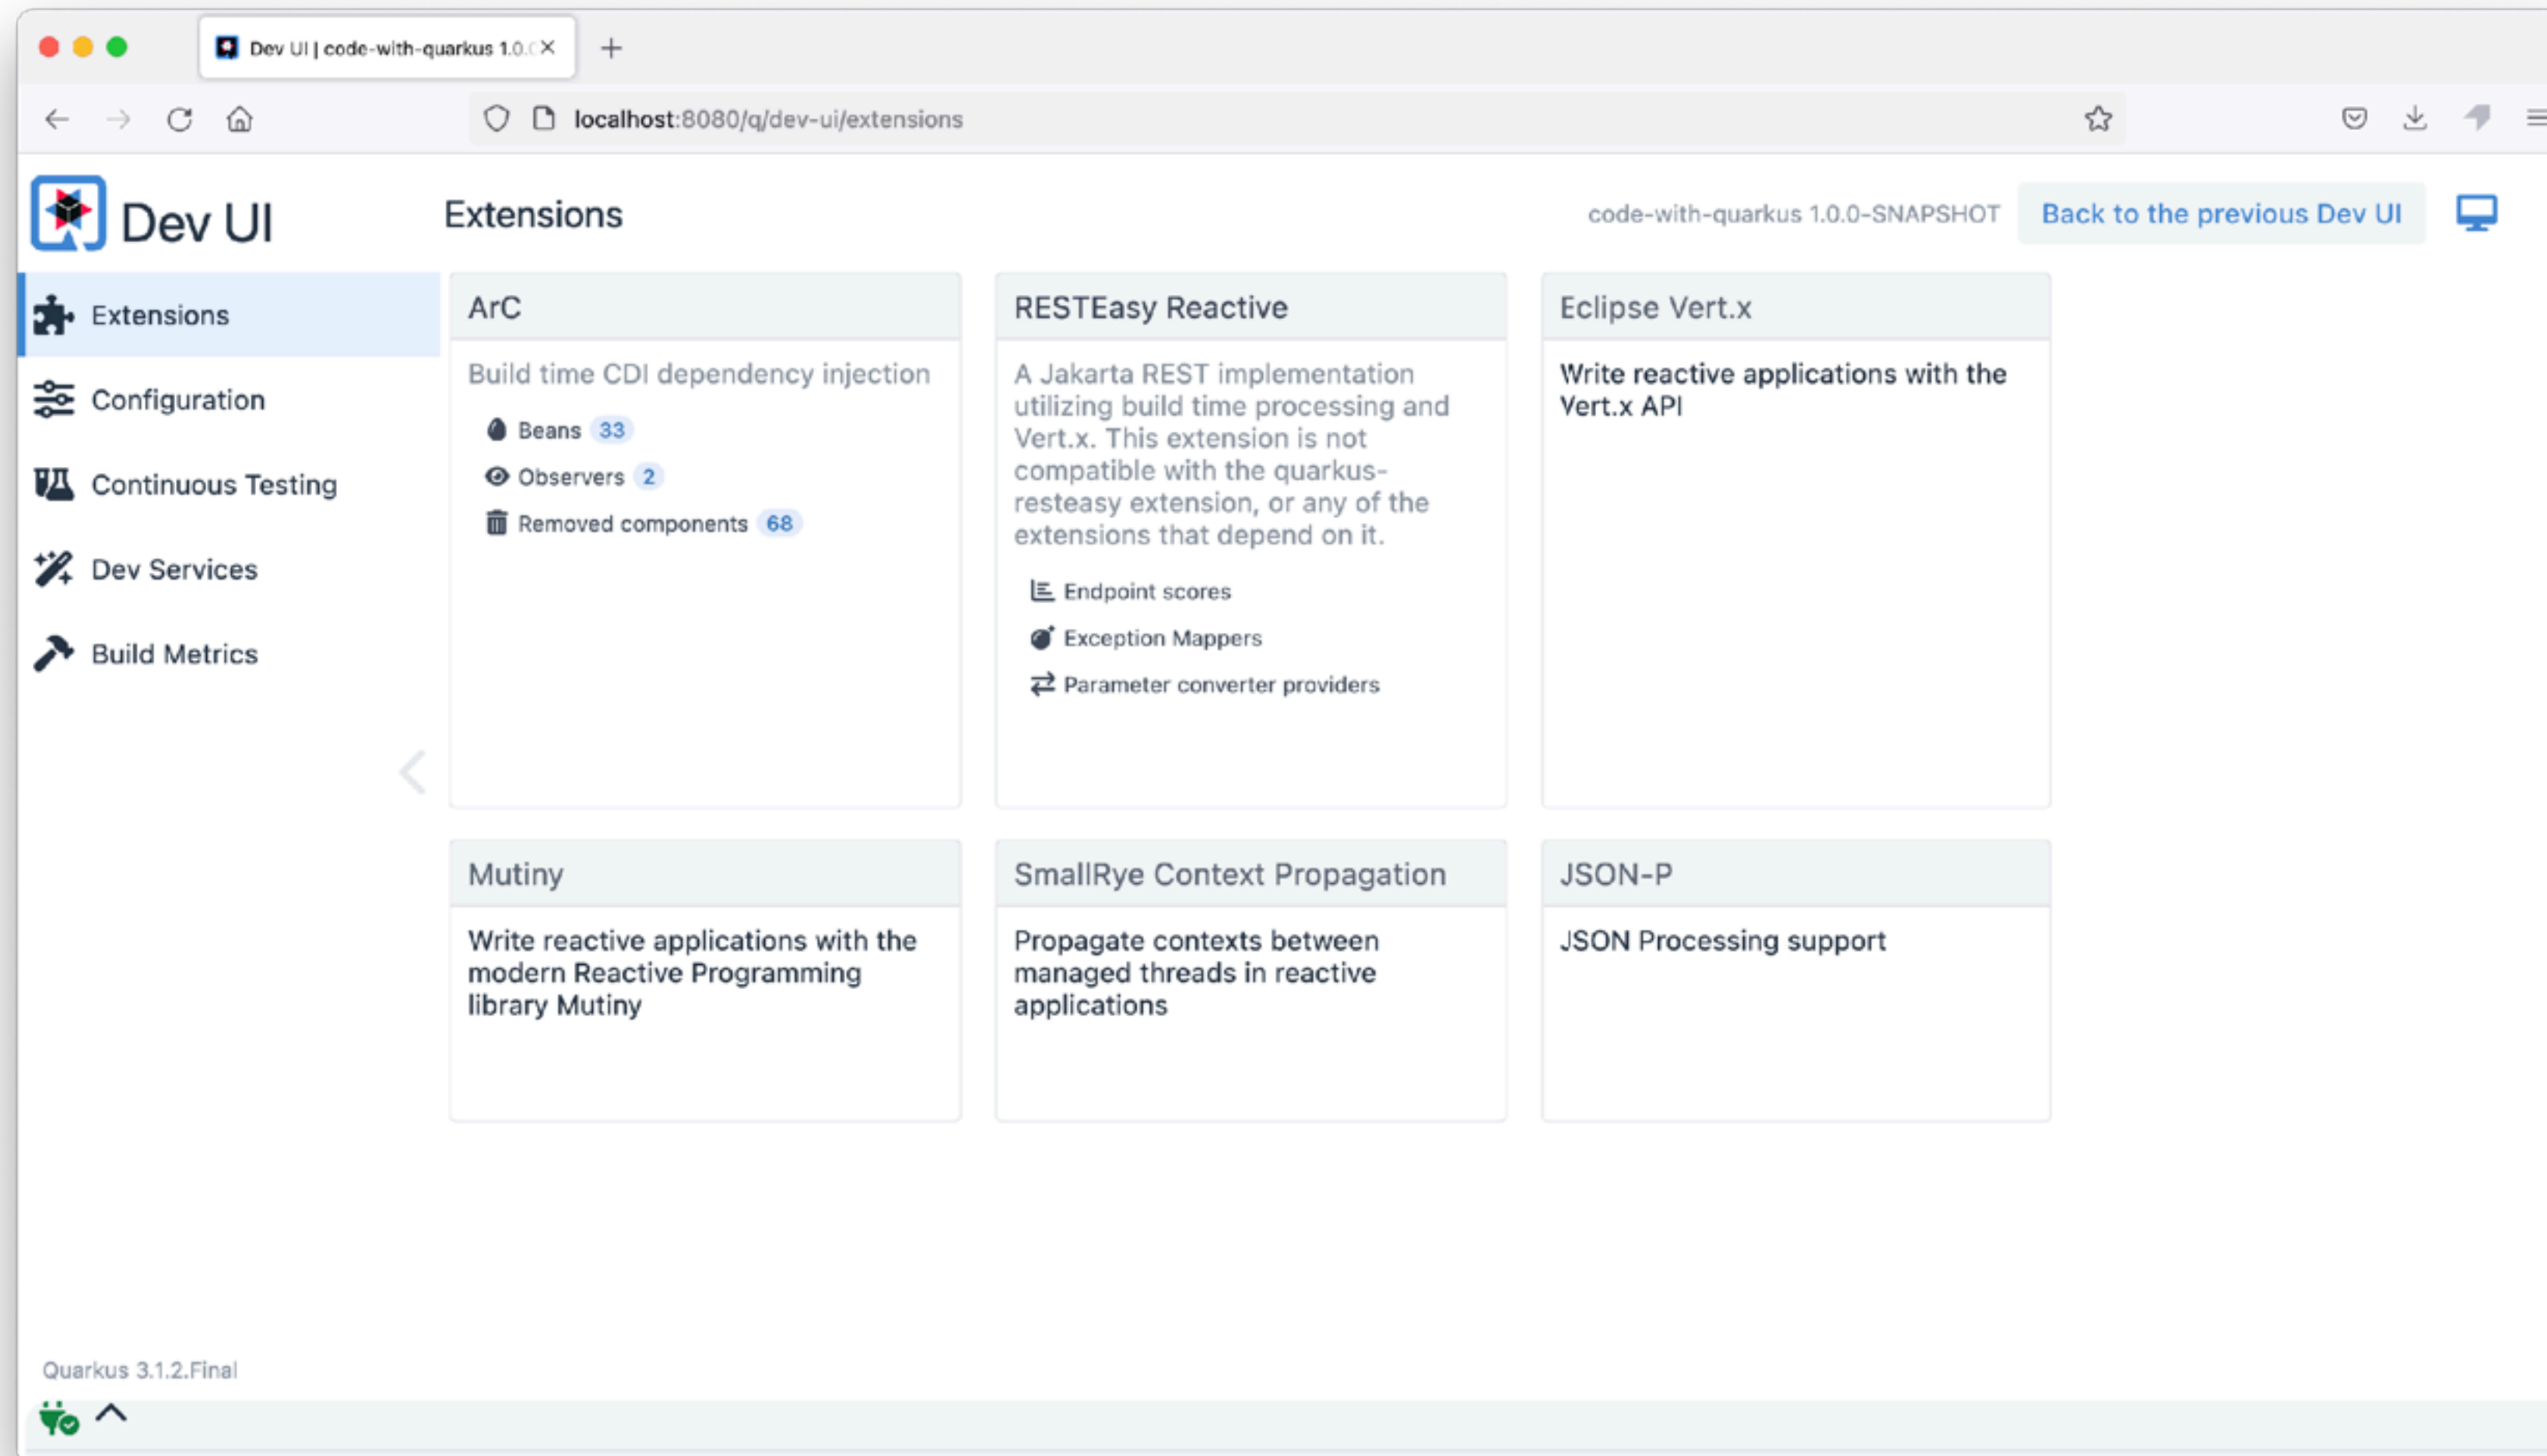 Dev UI | code-with-quarkus 1.0.
localhost:8080/q/dev-ui/extensions
Dev UI
Extensions
code-with-quarkus 1.0.0-SNAPSHOT
Back to the previous Dev UI
Extensions
Configuration
Continuous Testing
Dev Services
Build Metrics
ArC
Build time CDI dependency injection
Beans 33
Observers 2
Removed components 68
RESTEasy Reactive
A Jakarta REST implementation
utilizing build time processing and
Vert.x. This extension is not
compatible with the quarkus-
resteasy extension, or any of the
extensions that depend on it.
Endpoint scores
Exception Mappers
Parameter converter providers
Eclipse Vert.x
Write reactive applications with the
Vert.x API
Mutiny
Write reactive applications with the
modern Reactive Programming
library Mutiny
SmallRye Context Propagation
Propagate contexts between
managed threads in reactive
applications
JSON-P
JSON Processing support
Quarkus 3.1.2.Final